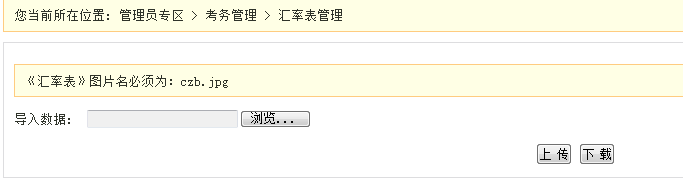 您当前所在位置：管理员专区 > 考务管理 > 汇率表管理
《汇率表》图片名必须为：czb.jpg
导入数据： 浏览...
上 传 下 载